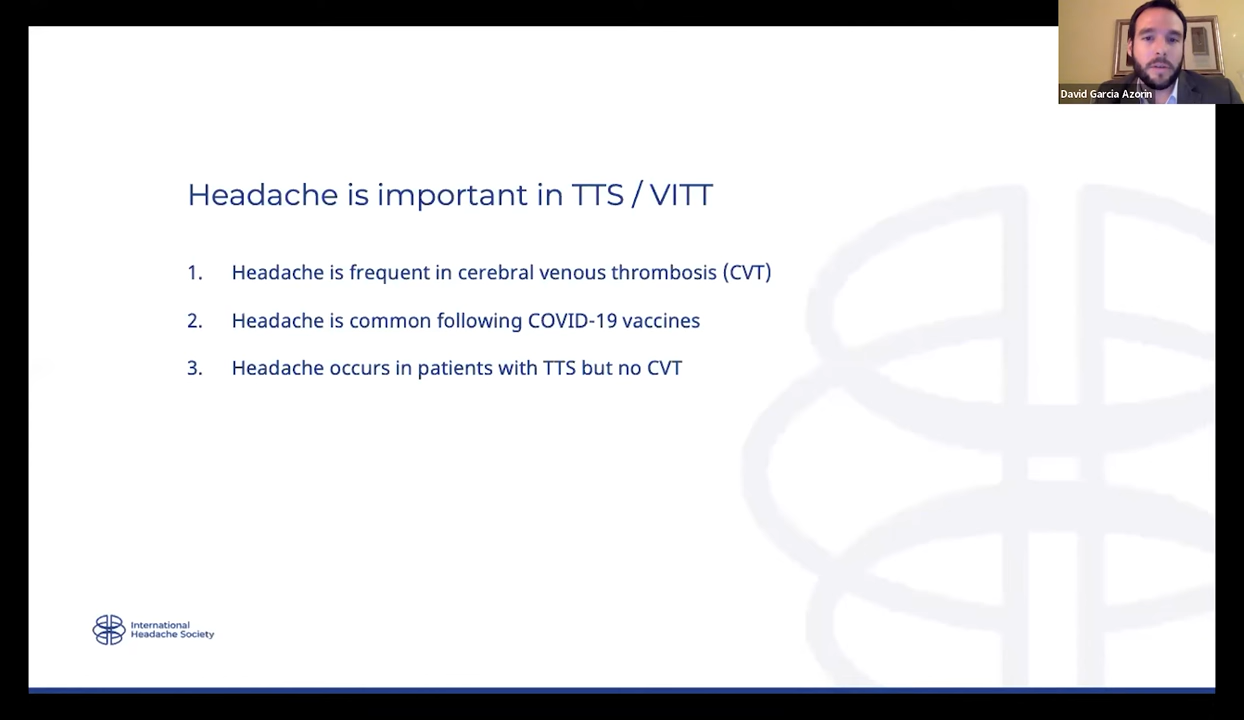 David Garcia Azorin
Headache is important in TTS / VITT
1. Headache is frequent in cerebral venous thrombosis (CVT)
2. Headache is common following COVID-19 vaccines
3. Headache occurs in patients with TTS but no CVT
International
Headache Society